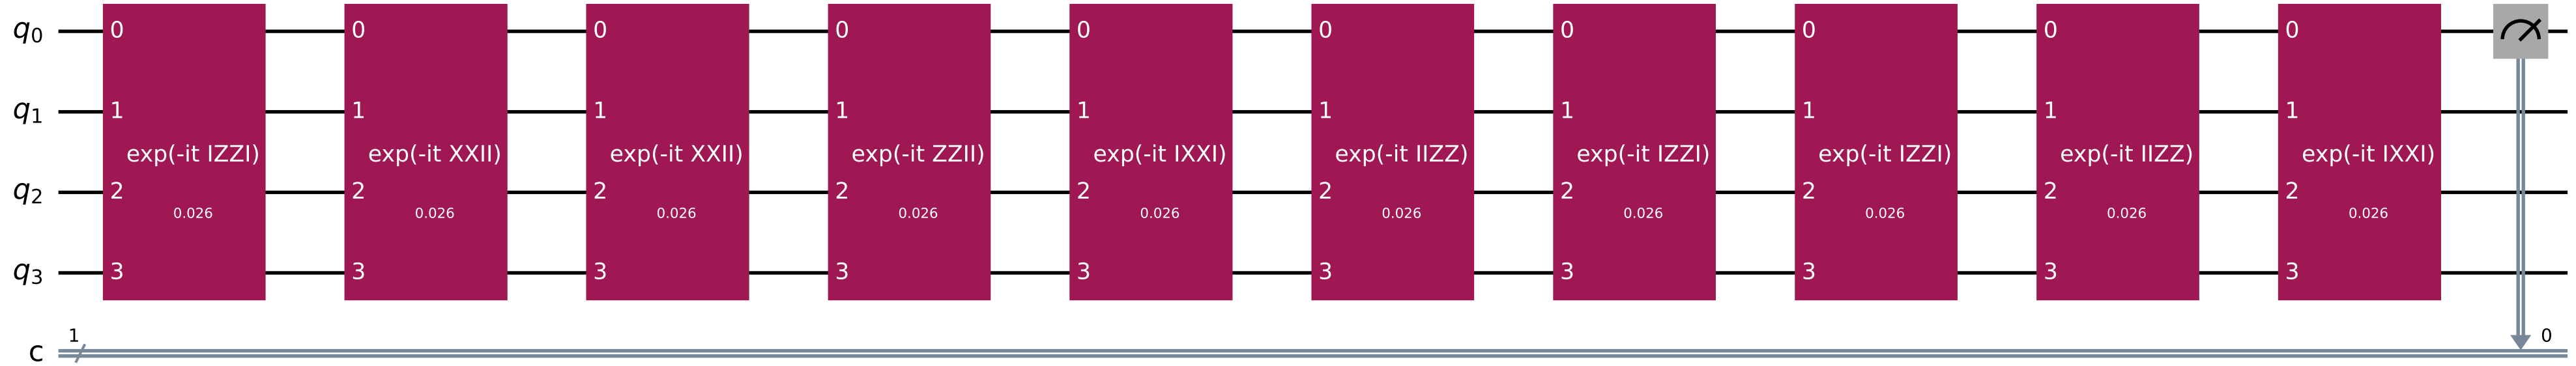 q0 0 0 0 0 0 0 0 0 0 0
q1 1 1 1 1 1 1 1 1 1 1
exp(-it IZZI) exp(-it XXII) exp(-it XXII) exp(-it ZZII) exp(-it IXXI) exp(-it IIZZ) exp(-it IZZI) exp(-it IZZI) exp(-it IIZZ) exp(-it IXXI)
q2 2 2 2 2 2 2 2 2 2 2
0.026 0.026 0.026 0.026 0.026 0.026 0.026 0.026 0.026 0.026
q3 3 3 3 3 3 3 3 3 3 3
1 0
c